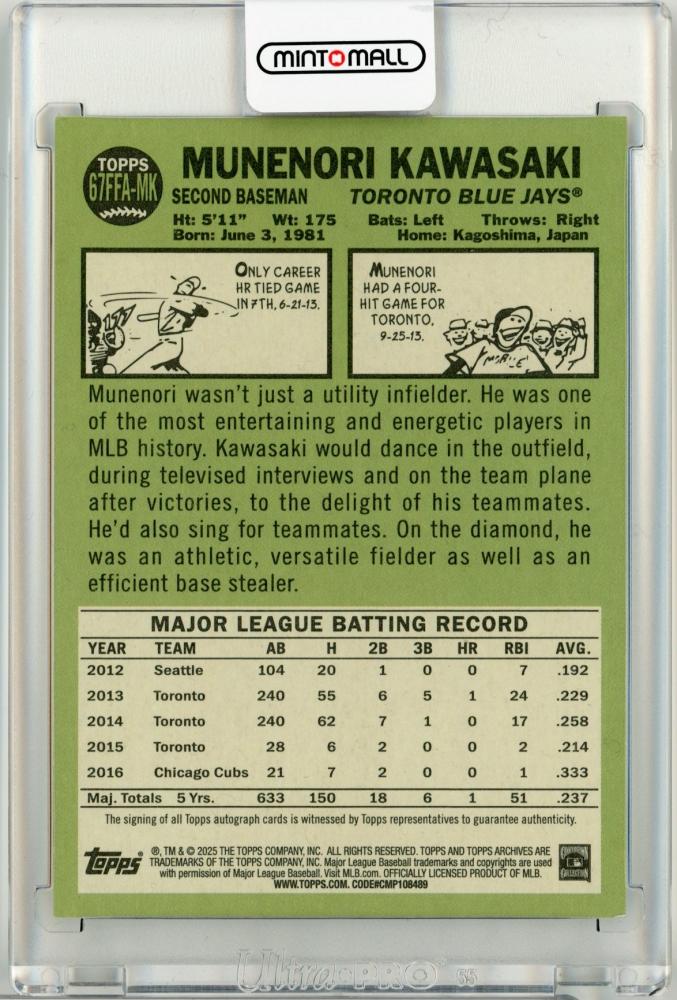 MINTOMALL
TOPPS
67FFA-MK
MUNENORI KAWASAKI
SECOND BASEMAN TORONTO BLUE JAYS®
Ht: 5'11" Wt: 175 Bats: Left Throws: Right
Born: June 3, 1981 Home: Kagoshima, Japan
ONLY CAREER
HR TIED GAME
IN 7TH, 6-21-13.
MUNENORI
HAD A FOUR-
HIT GAME FOR
TORONTO,
9-25-13.
Munenori wasn't just a utility infielder. He was one
of the most entertaining and energetic players in
MLB history. Kawasaki would dance in the outfield,
during televised interviews and on the team plane
after victories, to the delight of his teammates.
He'd also sing for teammates. On the diamond, he
was an athletic, versatile fielder as well as an
efficient base stealer.
MAJOR LEAGUE BATTING RECORD
YEAR TEAM AB H 2B 3B HR RBI AVG.
2012 Seattle 104 20 1 0 0 7 .192
2013 Toronto 240 55 6 5 1 24 .229
2014 Toronto 240 62 7 1 0 17 .258
2015 Toronto 28 6 2 0 0 2 .214
2016 Chicago Cubs 21 7 2 0 0 1 .333
Maj. Totals 5 Yrs. 633 150 18 6 1 51 .237
The signing of all Topps autograph cards is witnessed by Topps representatives to guarantee authenticity.
topps®
®, TM & © 2025 THE TOPPS COMPANY, INC. ALL RIGHTS RESERVED. TOPPS AND TOPPS ARCHIVES ARE
TRADEMARKS OF THE TOPPS COMPANY, INC. Major League Baseball trademarks and copyrights are used
with permission of Major League Baseball. Visit MLB.com. OFFICIALLY LICENSED PRODUCT OF MLB.
WWW.TOPPS.COM. CODE#CMP108489
COOPERSTOWN
COLLECTION
Ultra·PRO® 55